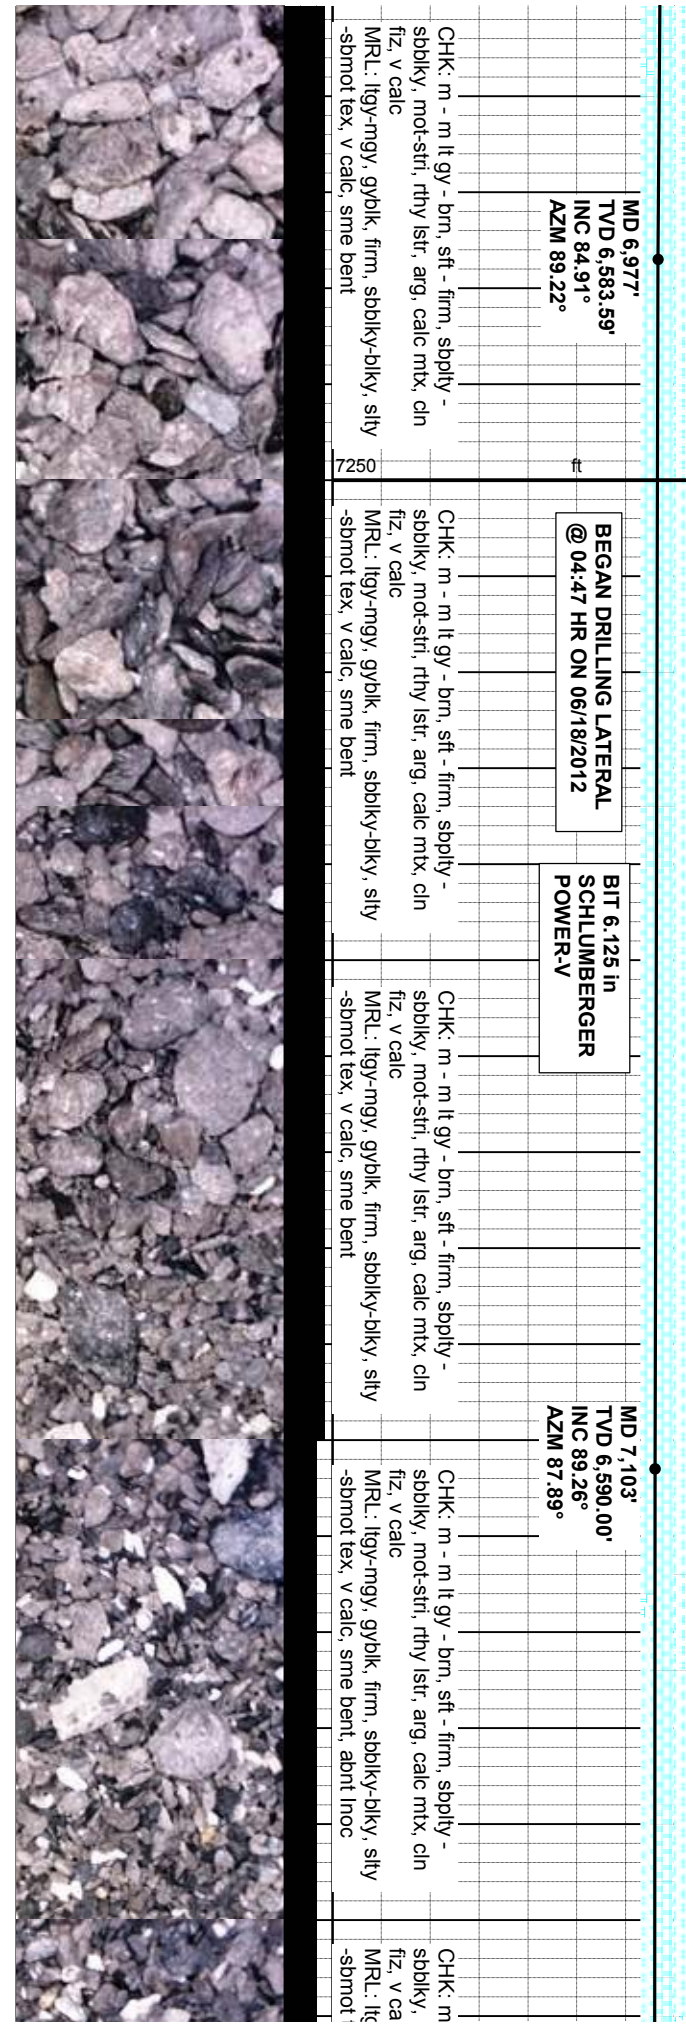 MD 6,977'
TVD 6,583.59'
INC 84.91°
AZM 89.22°
CHK: m - m lt gy - brn, sft - firm, sbplty -
sbblky, mot-stri, rthy lstr, arg, calc mtx, cln
fiz, v calc
MRL: ltgy-mgy, gyblk, firm, sbblky-blky, slty
-sbmot tex, v calc, sme bent
7250
ft
BEGAN DRILLING LATERAL
@ 04:47 HR ON 06/18/2012
CHK: m - m lt gy - brn, sft - firm, sbplty -
sbblky, mot-stri, rthy lstr, arg, calc mtx, cln
fiz, v calc
MRL: ltgy-mgy, gyblk, firm, sbblky-blky, slty
-sbmot tex, v calc, sme bent
BIT 6.125 in
SCHLUMBERGER
POWER-V
CHK: m - m lt gy - brn, sft - firm, sbplty -
sbblky, mot-stri, rthy lstr, arg, calc mtx, cln
fiz, v calc
MRL: ltgy-mgy, gyblk, firm, sbblky-blky, slty
-sbmot tex, v calc, sme bent
MD 7,103'
TVD 6,590.00'
INC 89.26°
AZM 87.89°
CHK: m - m lt gy - brn, sft - firm, sbplty -
sbblky, mot-stri, rthy lstr, arg, calc mtx, cln
fiz, v calc
MRL: ltgy-mgy, gyblk, firm, sbblky-blky, slty
-sbmot tex, v calc, sme bent, abnt Inoc
CHK: m
sbblky,
fiz, v ca
MRL: ltg
-sbmot